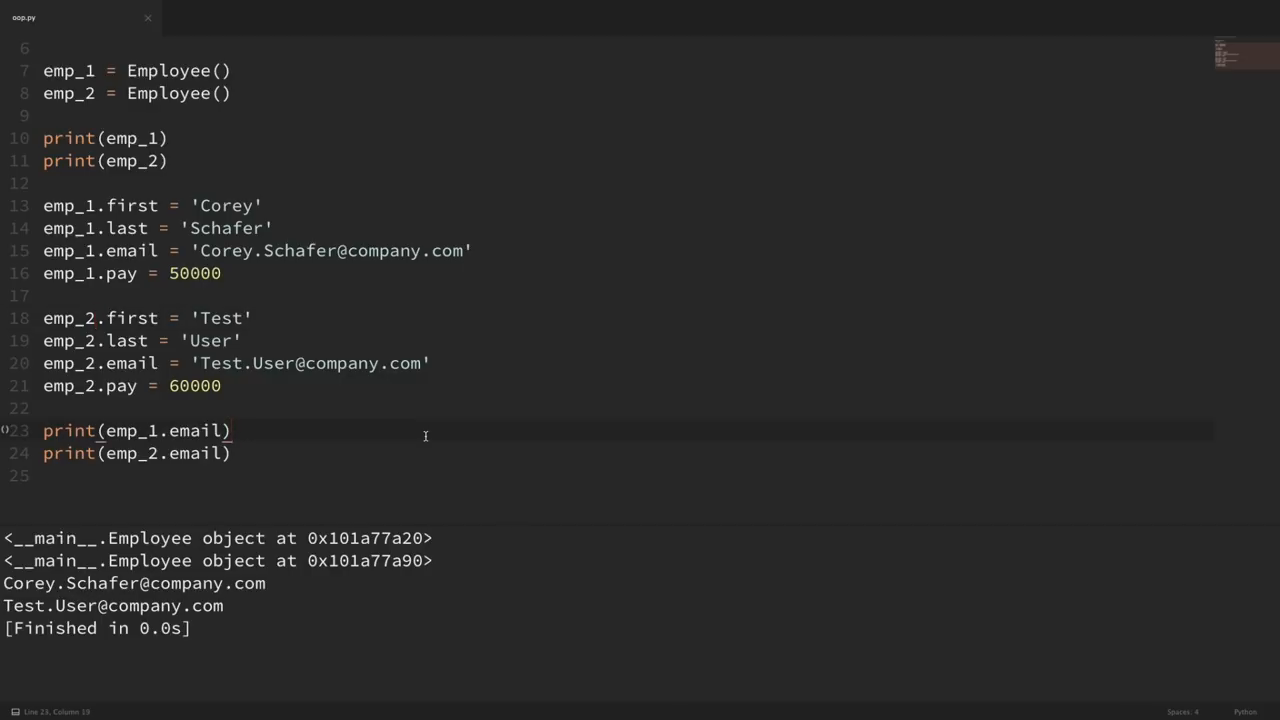 oop.py ×
6
7 emp_1 = Employee()
8 emp_2 = Employee()
9
10 print(emp_1)
11 print(emp_2)
12
13 emp_1.first = 'Corey'
14 emp_1.last = 'Schafer'
15 emp_1.email = 'Corey.Schafer@company.com'
16 emp_1.pay = 50000
17
18 emp_2.first = 'Test'
19 emp_2.last = 'User'
20 emp_2.email = 'Test.User@company.com'
21 emp_2.pay = 60000
22
()23 print(emp_1.email)
24 print(emp_2.email)
25
<__main__.Employee object at 0x101a77a20>
<__main__.Employee object at 0x101a77a90>
Corey.Schafer@company.com
Test.User@company.com
[Finished in 0.0s]
Line 23, Column 19 Spaces: 4 Python